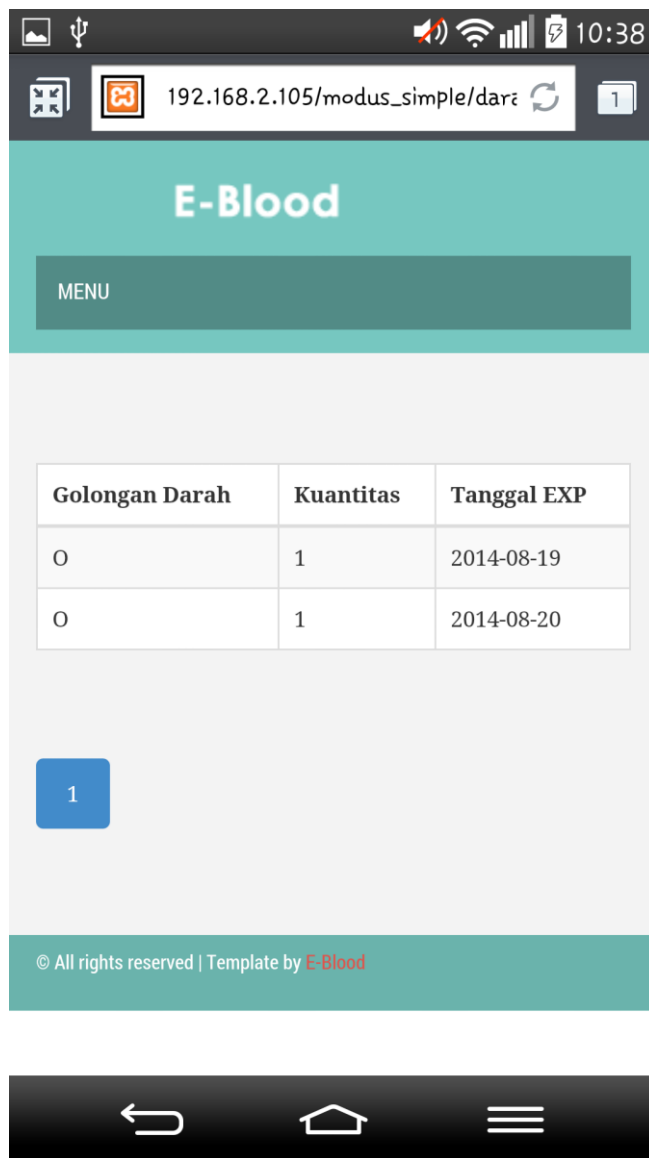 10:38
192.168.2.105/modus_simple/dara
1
E-Blood
MENU
Golongan Darah Kuantitas Tanggal EXP
O 1 2014-08-19
O 1 2014-08-20
1
© All rights reserved | Template by E-Blood